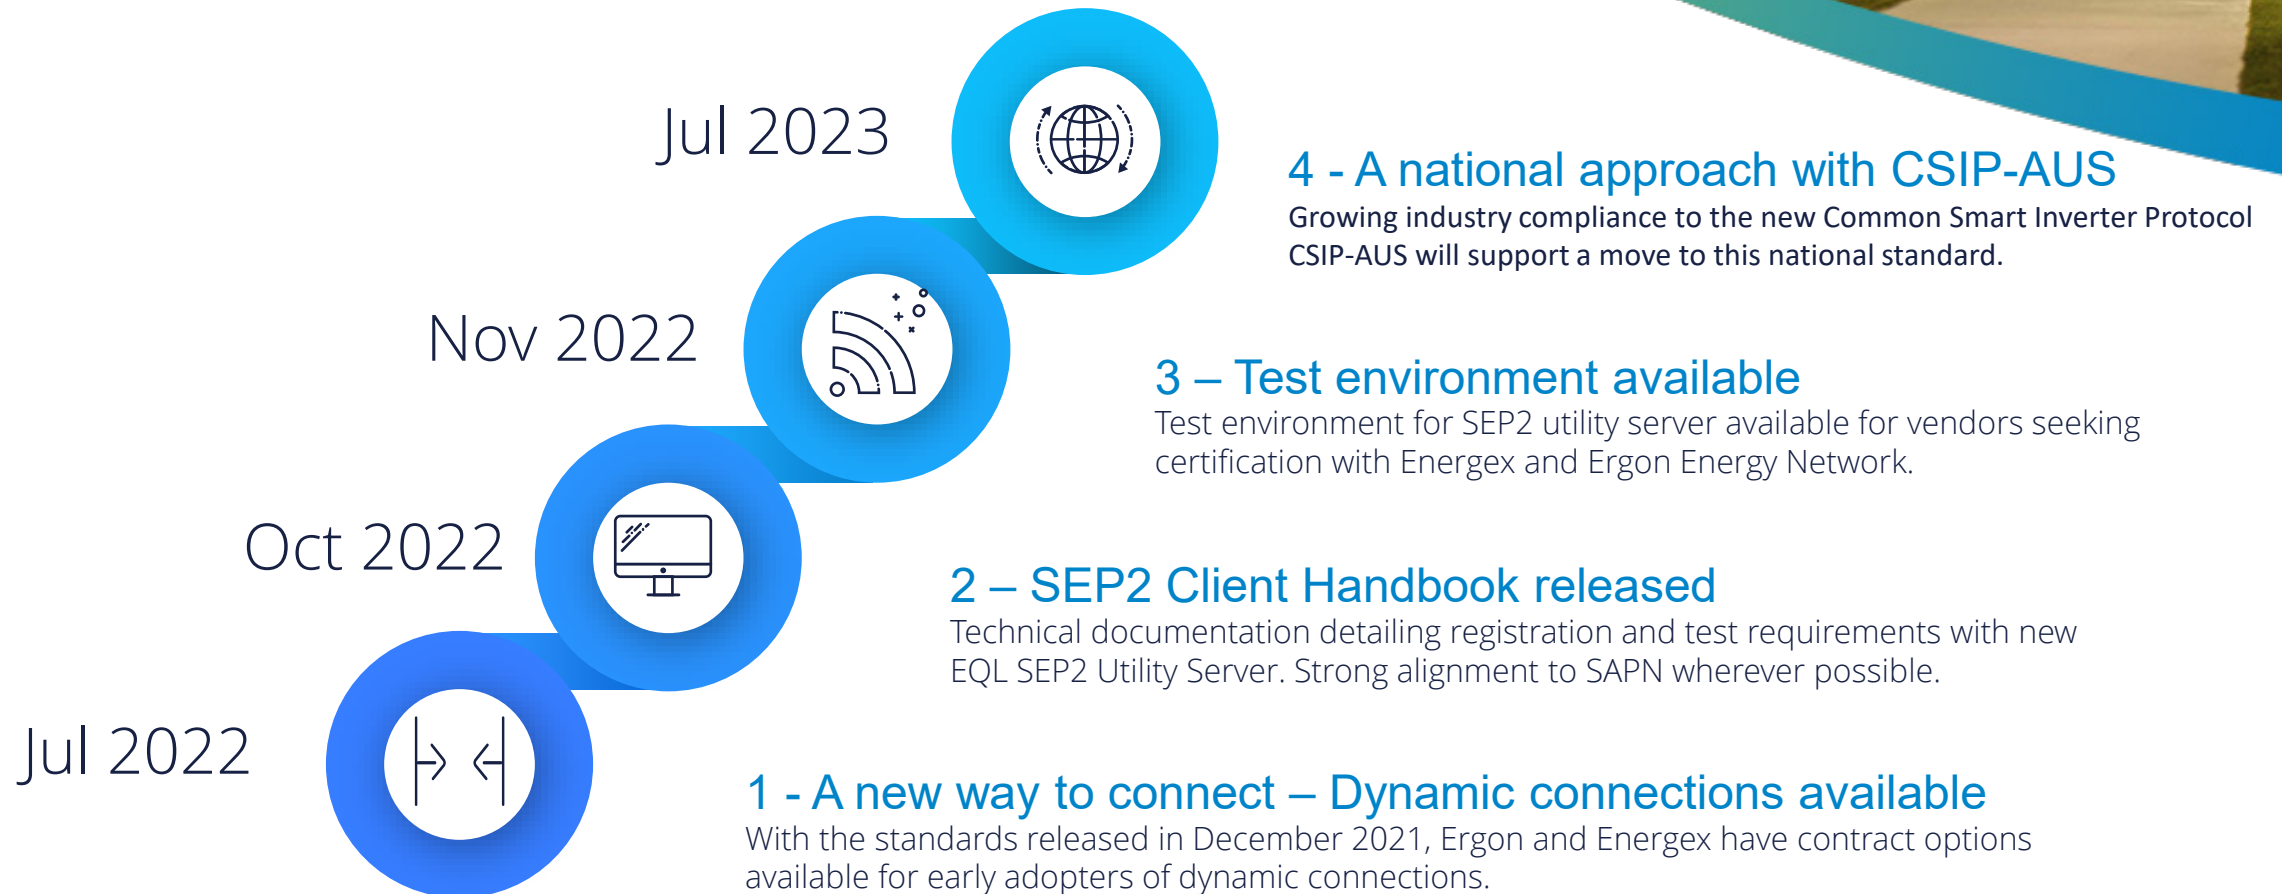 Jul 2023
4 - A national approach with CSIP-AUS
Growing industry compliance to the new Common Smart Inverter Protocol
CSIP-AUS will support a move to this national standard.
Nov 2022
3 – Test environment available
Test environment for SEP2 utility server available for vendors seeking
certification with Energex and Ergon Energy Network.
Oct 2022
2 – SEP2 Client Handbook released
Technical documentation detailing registration and test requirements with new
EQL SEP2 Utility Server. Strong alignment to SAPN wherever possible.
Jul 2022
1 - A new way to connect – Dynamic connections available
With the standards released in December 2021, Ergon and Energex have contract options
available for early adopters of dynamic connections.